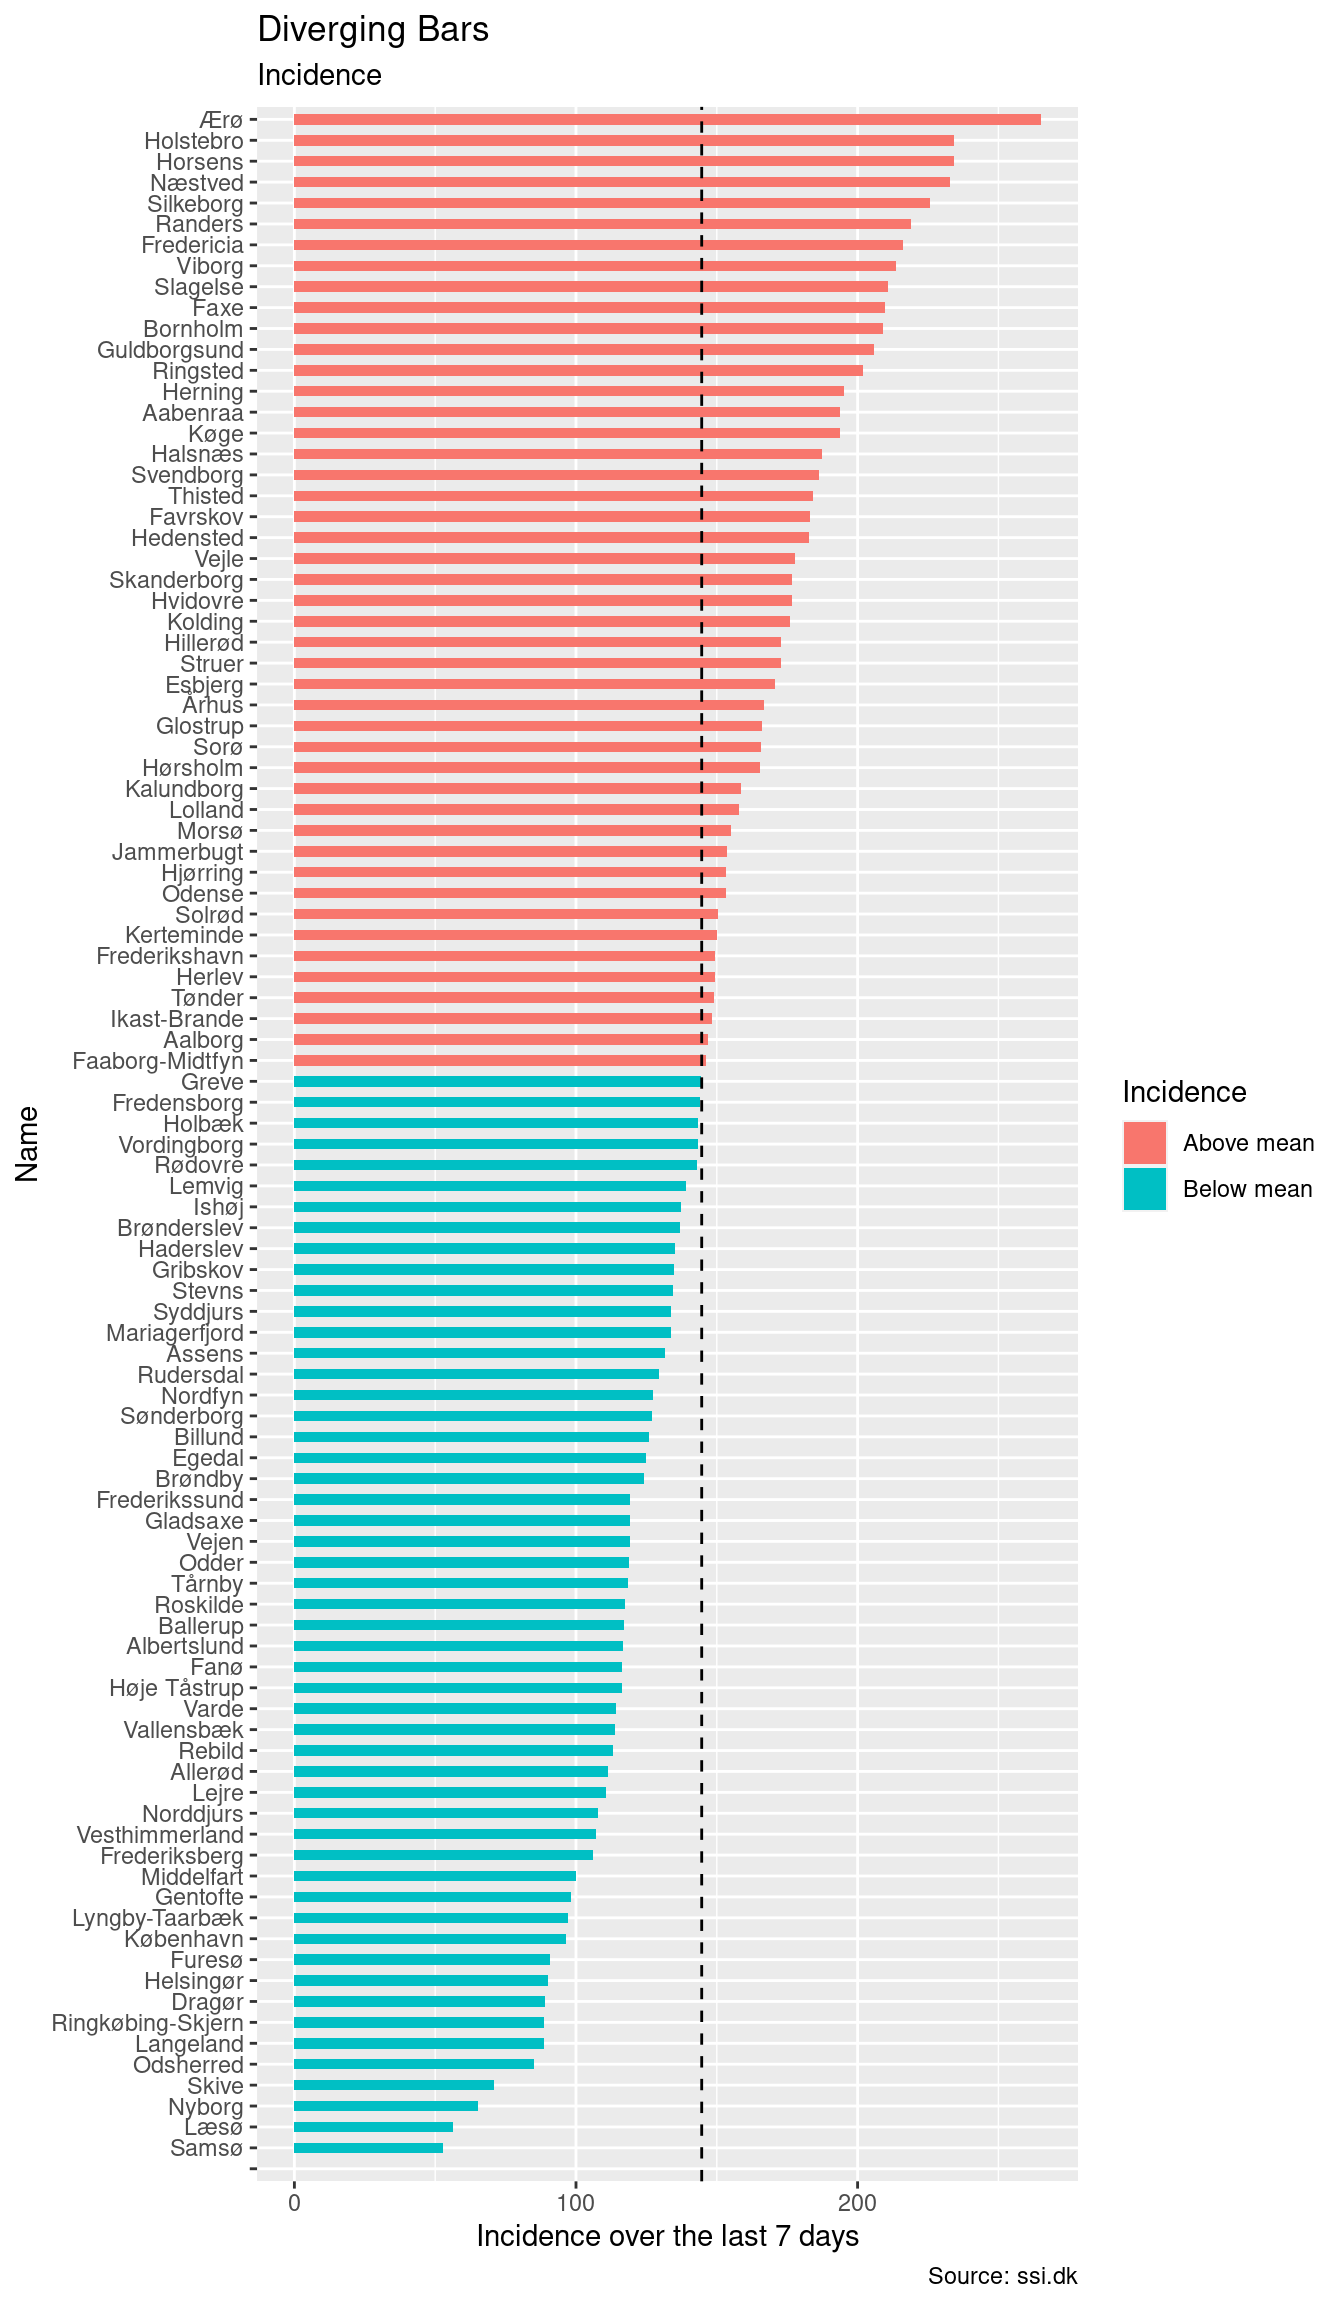 Diverging Bars
Incidence
Ærø
Holstebro
Horsens
Næstved
Silkeborg
Randers
Fredericia
Viborg
Slagelse
Faxe
Bornholm
Guldborgsund
Ringsted
Herning
Aabenraa
Køge
Halsnæs
Svendborg
Thisted
Favrskov
Hedensted
Vejle
Skanderborg
Hvidovre
Kolding
Hillerød
Struer
Esbjerg
Århus
Glostrup
Sorø
Hørsholm
Kalundborg
Lolland
Morsø
Jammerbugt
Hjørring
Odense
Solrød
Kerteminde
Frederikshavn
Herlev
Tønder
Ikast-Brande
Aalborg
Faaborg-Midtfyn
Greve
Fredensborg
Holbæk
Vordingborg
Rødovre
Lemvig
Ishøj
Brønderslev
Haderslev
Gribskov
Stevns
Syddjurs
Mariagerfjord
Assens
Rudersdal
Nordfyn
Sønderborg
Billund
Egedal
Brøndby
Frederikssund
Gladsaxe
Vejen
Odder
Tårnby
Roskilde
Ballerup
Albertslund
Fanø
Høje Tåstrup
Varde
Vallensbæk
Rebild
Allerød
Lejre
Norddjurs
Vesthimmerland
Frederiksberg
Middelfart
Gentofte
Lyngby-Taarbæk
København
Furesø
Helsingør
Dragør
Ringkøbing-Skjern
Langeland
Odsherred
Skive
Nyborg
Læsø
Samsø
Name
0 100 200
Incidence over the last 7 days
Source: ssi.dk
Incidence
Above mean
Below mean